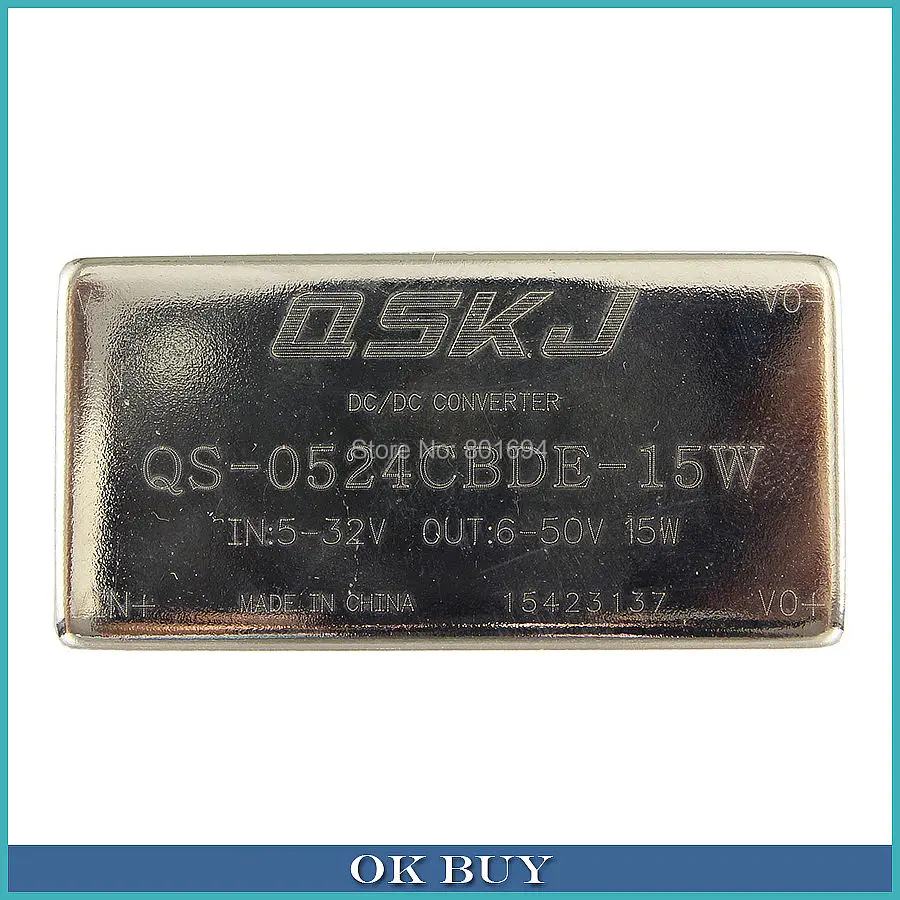 QSKJ
VO-
DC/DC CONVERTER
Store No: 801694
QS-0524CBDE-15W
IN:5-32V OUT:6-50V 15W
N+ MADE IN CHINA 15423137 VO+
OK BUY